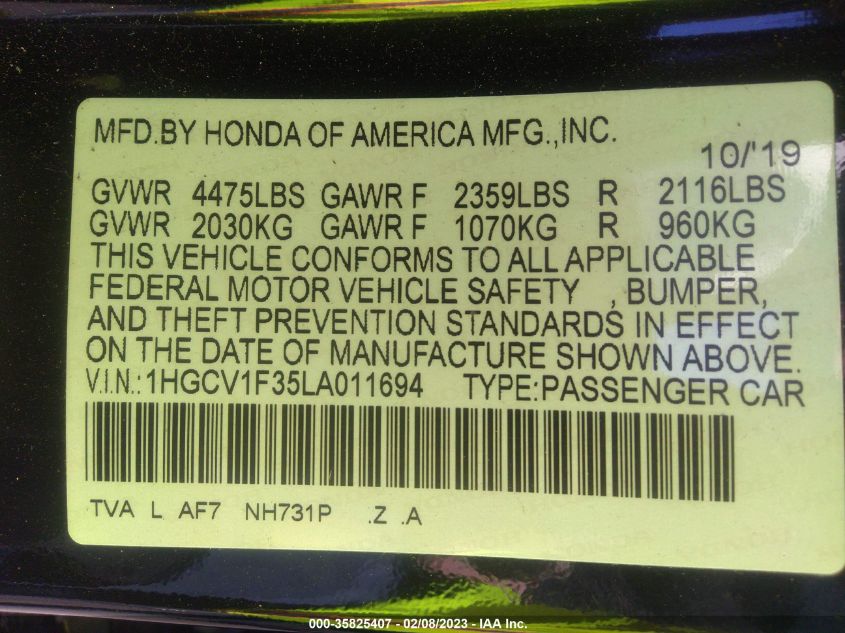 MFD.BY HONDA OF AMERICA MFG.,INC.
10/'19
GVWR 4475LBS GAWR F 2359LBS R 2116LBS
GVWR 2030KG GAWR F 1070KG R 960KG
THIS VEHICLE CONFORMS TO ALL APPLICABLE
FEDERAL MOTOR VEHICLE SAFETY , BUMPER,
AND THEFT PREVENTION STANDARDS IN EFFECT
ON THE DATE OF MANUFACTURE SHOWN ABOVE.
V.I.N.:1HGCV1F35LA011694 TYPE:PASSENGER CAR
TVA L AF7 NH731P .Z .A
000-35825407 - 02/08/2023 - IAA Inc.